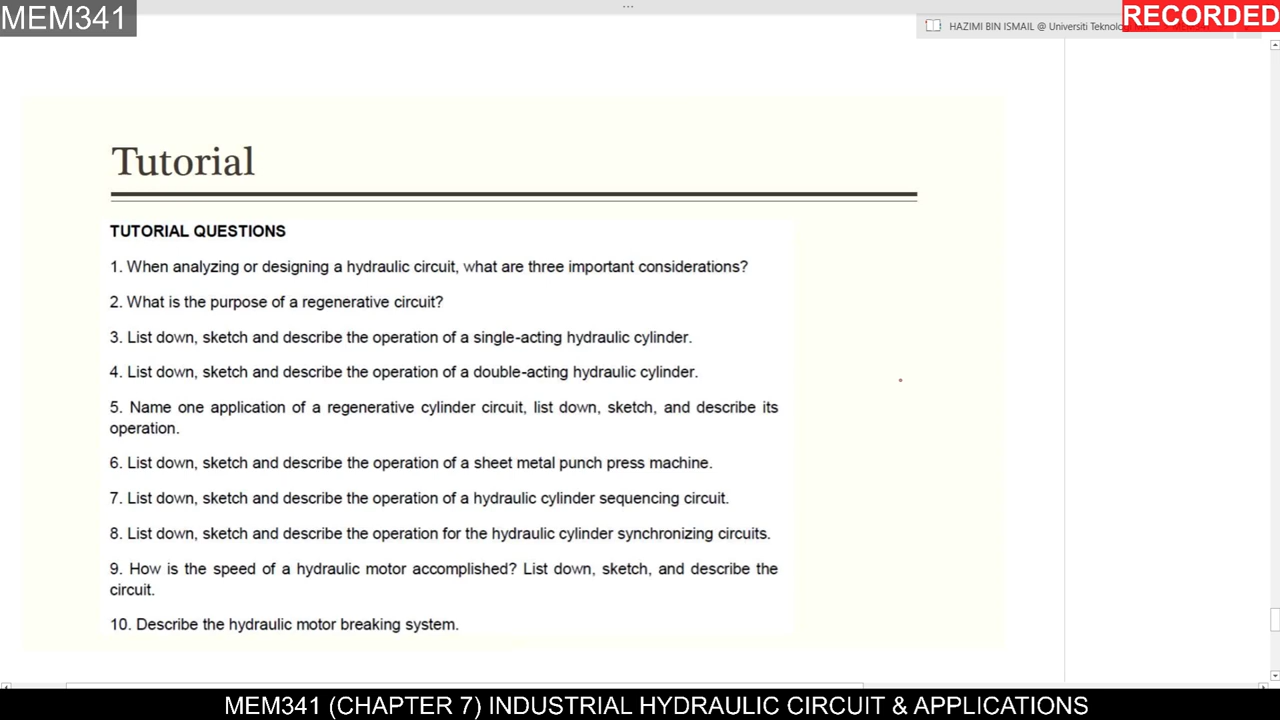 MEM341
...
HAZIMI BIN ISMAIL @ Universiti Teknolog
RECORDED
Tutorial
TUTORIAL QUESTIONS
1. When analyzing or designing a hydraulic circuit, what are three important considerations?
2. What is the purpose of a regenerative circuit?
3. List down, sketch and describe the operation of a single-acting hydraulic cylinder.
4. List down, sketch and describe the operation of a double-acting hydraulic cylinder.
5. Name one application of a regenerative cylinder circuit, list down, sketch, and describe its
operation.
6. List down, sketch and describe the operation of a sheet metal punch press machine.
7. List down, sketch and describe the operation of a hydraulic cylinder sequencing circuit.
8. List down, sketch and describe the operation for the hydraulic cylinder synchronizing circuits.
9. How is the speed of a hydraulic motor accomplished? List down, sketch, and describe the
circuit.
10. Describe the hydraulic motor breaking system.
MEM341 (CHAPTER 7) INDUSTRIAL HYDRAULIC CIRCUIT & APPLICATIONS